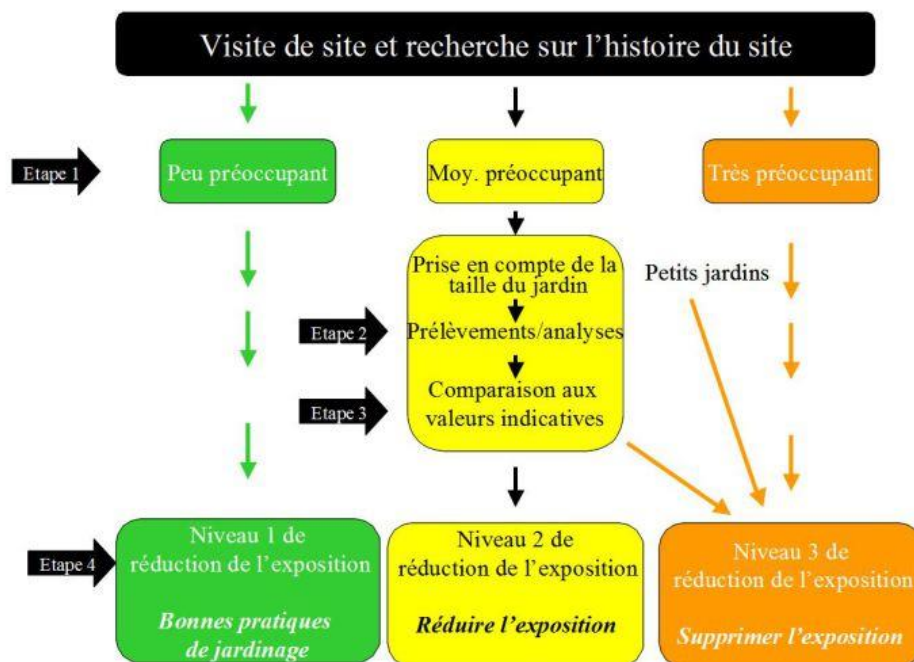 Visite de site et recherche sur l’histoire du site
Etape 1
Peu préoccupant
Moy. préoccupant
Très préoccupant
Prise en compte de la
taille du jardin
Petits jardins
Etape 2
Prélèvements/analyses
Etape 3
Comparaison aux
valeurs indicatives
Etape 4
Niveau 1 de
réduction de l’exposition
Bonnes pratiques
de jardinage
Niveau 2 de
réduction de l’exposition
Réduire l’exposition
Niveau 3 de
réduction de l’exposition
Supprimer l’exposition